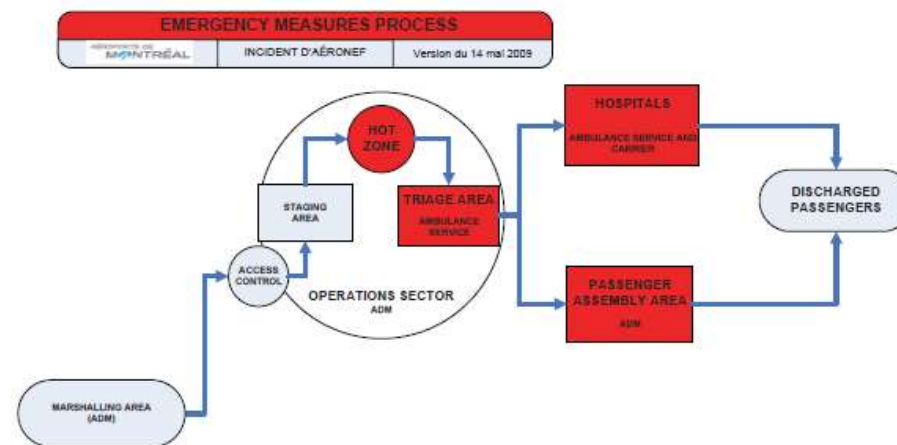 EMERGENCY MEASURES PROCESS
AÉROPORTS DE
MONTRÉAL
INCIDENT D'AÉRONEF
Version du 14 mai 2009
HOT
ZONE
STAGING
AREA
TRIAGE AREA
AMBULANCE
SERVICE
ACCESS
CONTROL
OPERATIONS SECTOR
ADM
HOSPITALS
AMBULANCE SERVICE AND
CARRIER
DISCHARGED
PASSENGERS
PASSENGER
ASSEMBLY AREA
ADM
MARSHALLING AREA
(ADM)